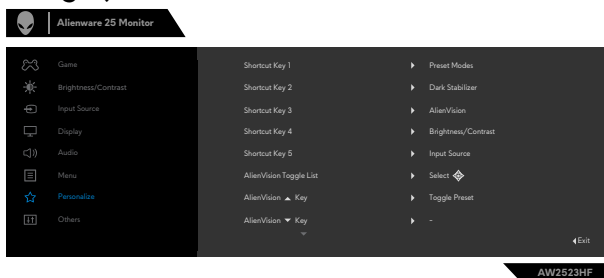 Alienware 25 Monitor
Game Shortcut Key 1 Preset Modes
Brightness/Contrast Shortcut Key 2 Dark Stabilizer
Input Source Shortcut Key 3 AlienVision
Display Shortcut Key 4 Brightness/Contrast
Audio Shortcut Key 5 Input Source
Menu AlienVision Toggle List Select
Personalize AlienVision ▲ Key Toggle Preset
Others AlienVision ▼ Key -
Exit
AW2523HF